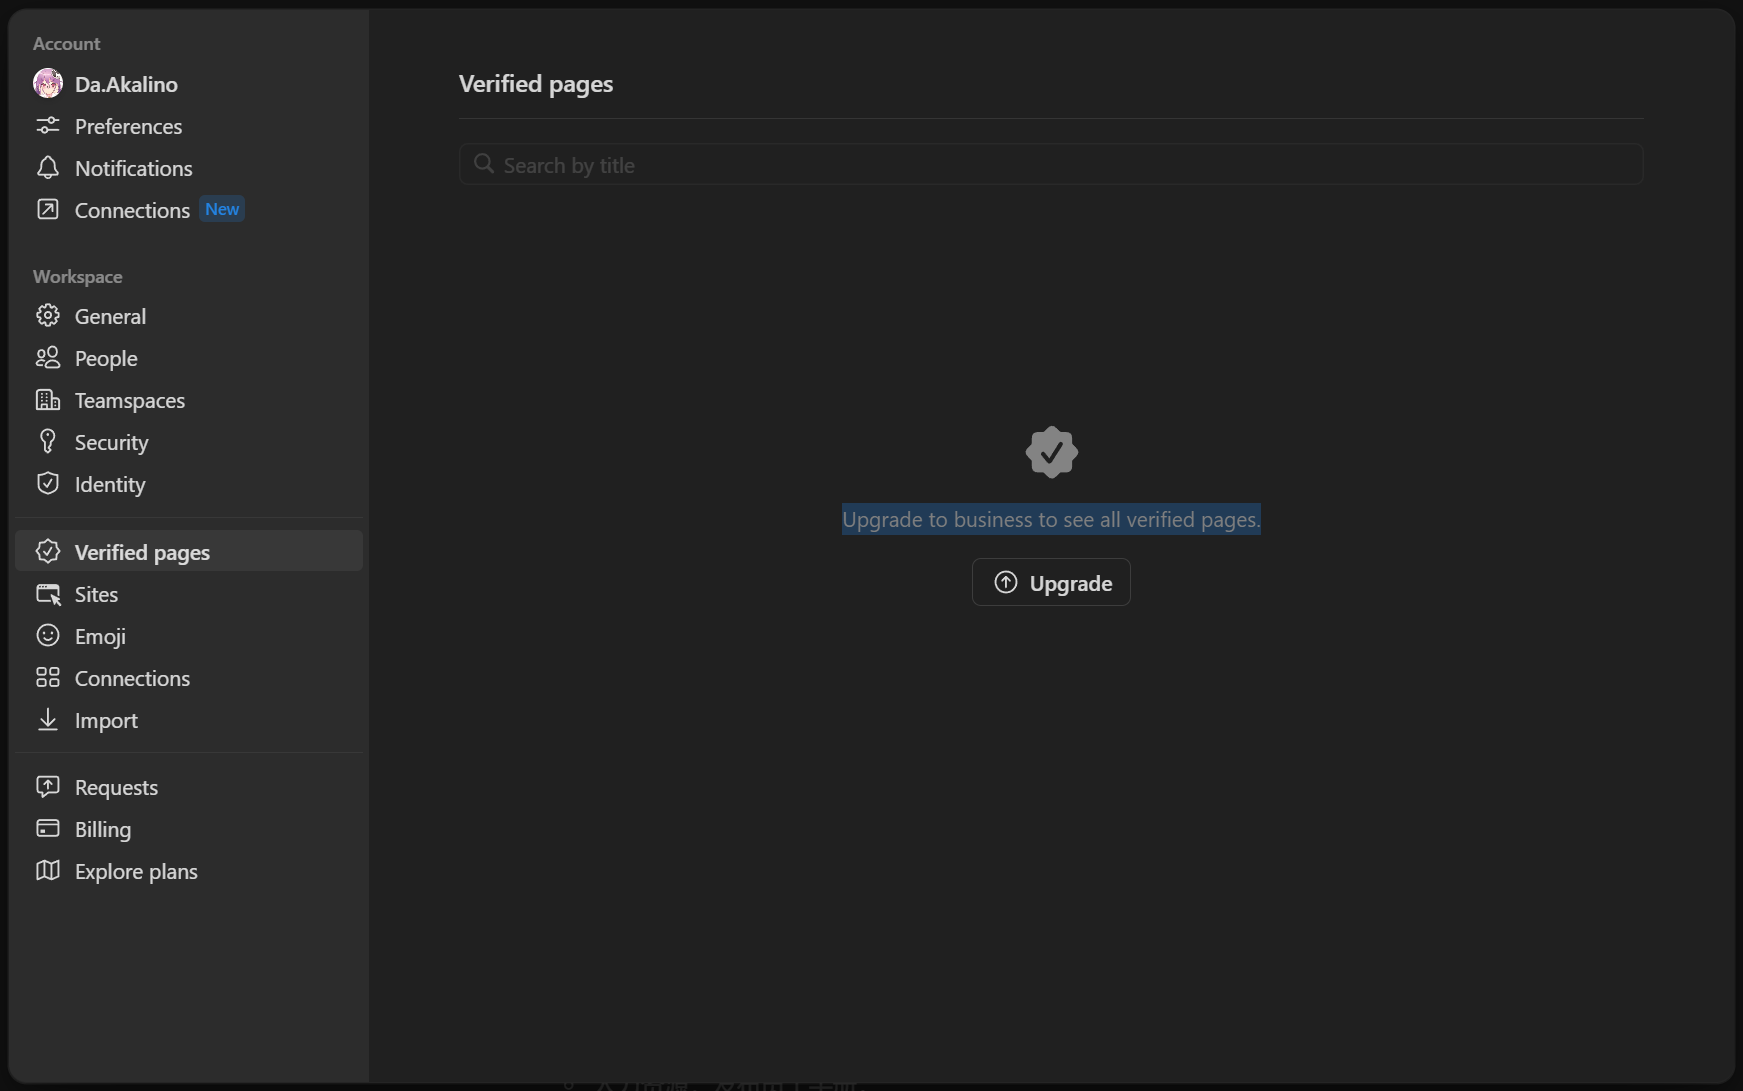 Account
Da.Akalino
Preferences
Notifications
Connections New
Workspace
General
People
Teamspaces
Security
Identity
Verified pages
Sites
Emoji
Connections
Import
Requests
Billing
Explore plans
Verified pages
Search by title
Upgrade to business to see all verified pages.
Upgrade